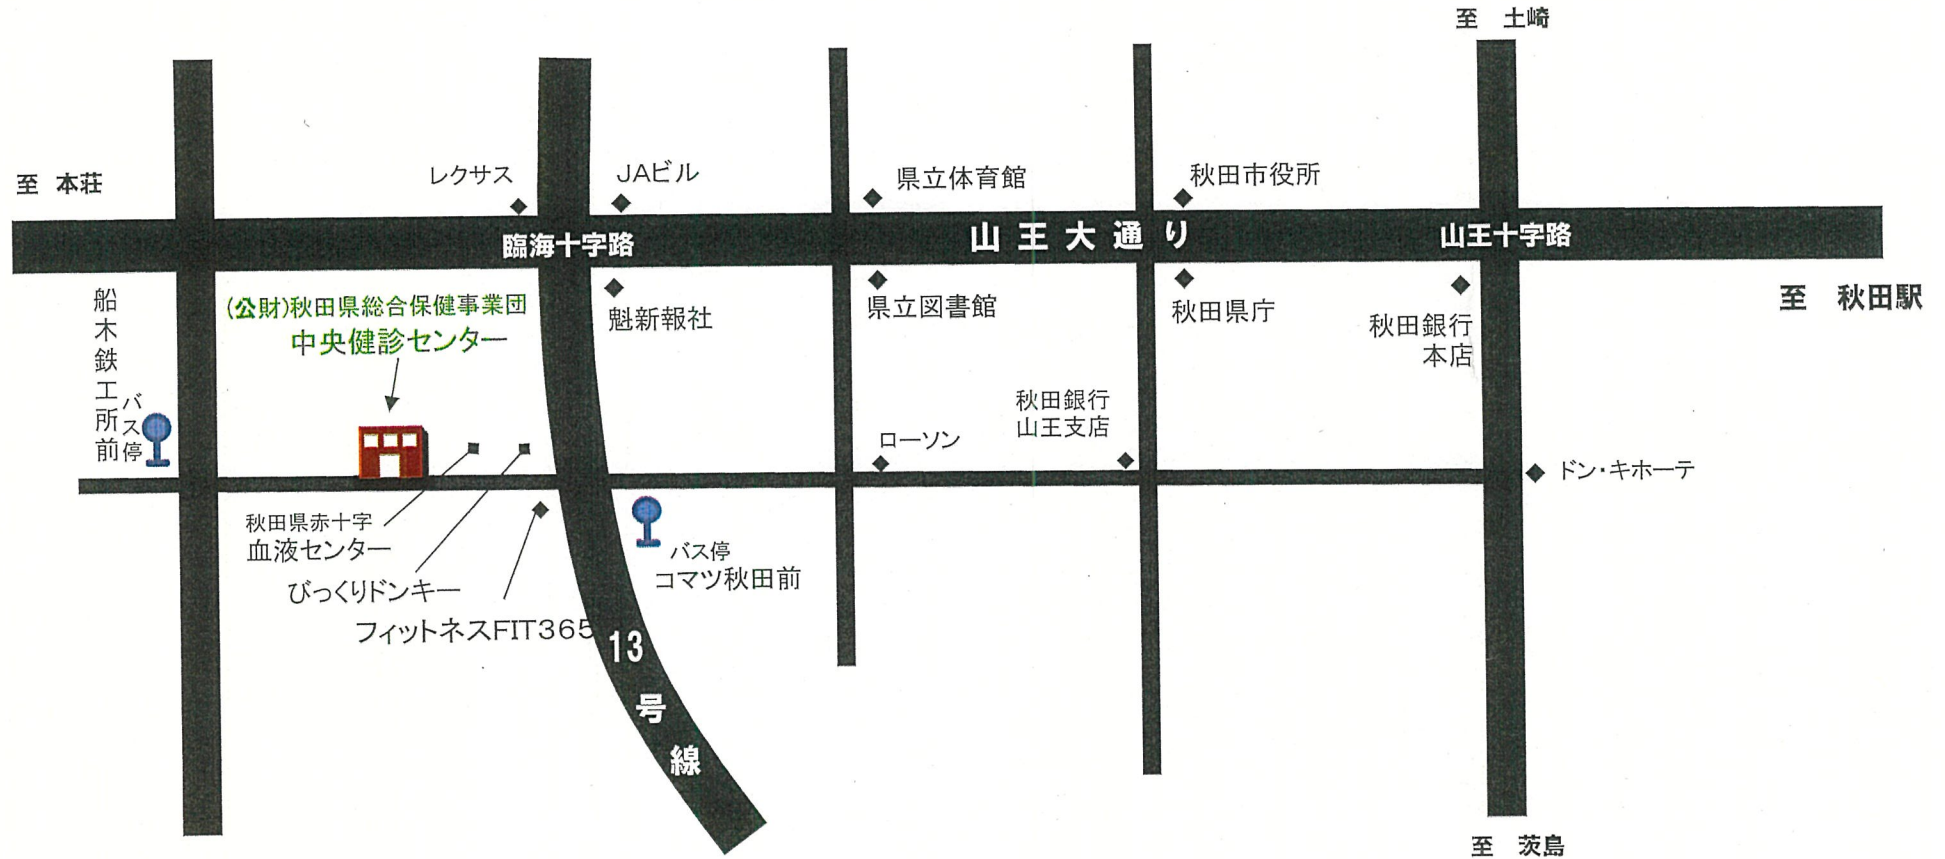 至 土崎
至 本荘
レクサス
JAビル
県立体育館
秋田市役所
臨海十字路
山王大通り
山王十字路
至 秋田駅
船木鉄工所前
バス停
(公財)秋田県総合保健事業団
中央健診センター
魁新報社
県立図書館
秋田県庁
秋田銀行
本店
秋田銀行
山王支店
ローソン
ドン・キホーテ
秋田県赤十字
血液センター
びっくりドンキー
フィットネスFIT365
バス停
コマツ秋田前
13号線
至 茨島